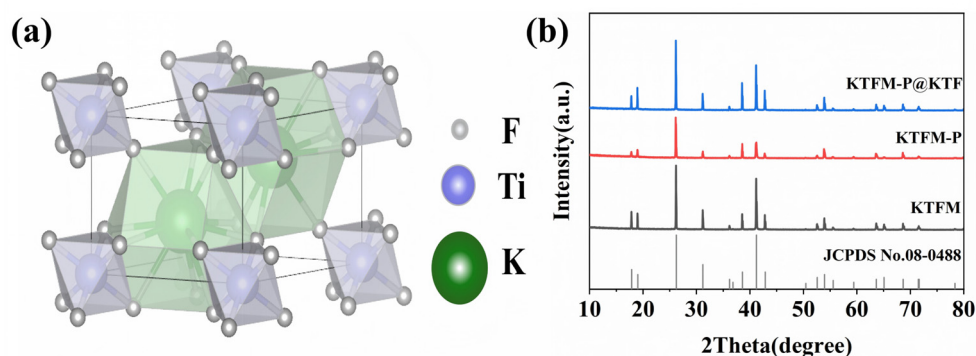 (a)
F
Ti
K
(b)
Intensity(a.u.)
KTFM-P@KTF
KTFM-P
KTFM
JCPDS No.08-0488
10 20 30 40 50 60 70 80
2Theta(degree)